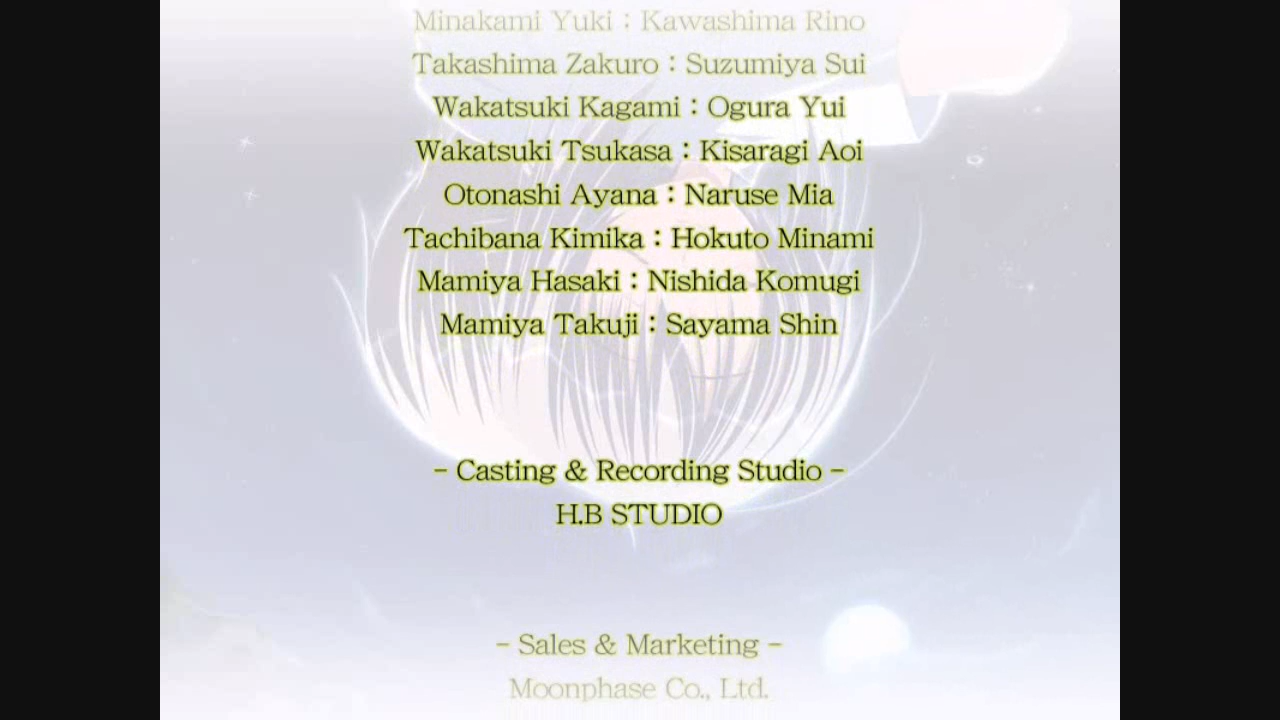 Minakami Yuki : Kawashima Rino
Takashima Zakuro : Suzumiya Sui
Wakatsuki Kagami : Ogura Yui
Wakatsuki Tsukasa : Kisaragi Aoi
Otonashi Ayana : Naruse Mia
Tachibana Kimika : Hokuto Minami
Mamiya Hasaki : Nishida Komugi
Mamiya Takuji : Sayama Shin
- Casting & Recording Studio -
H.B STUDIO
- Sales & Marketing -
Moonphase Co., Ltd.